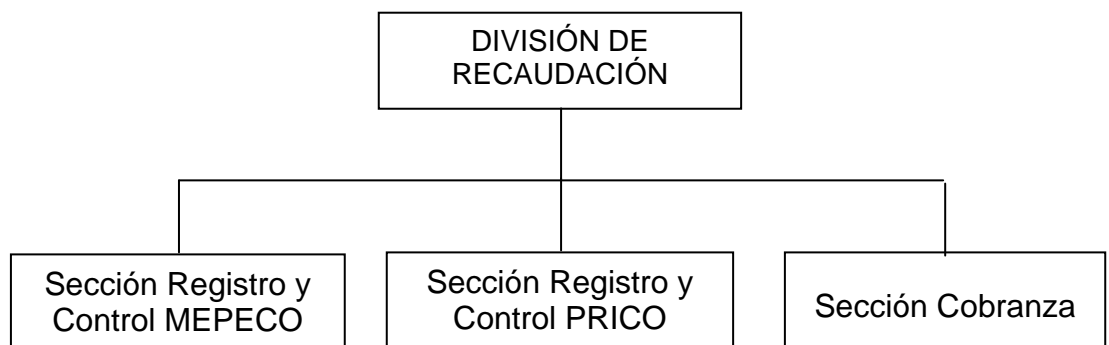 DIVISIÓN DE
RECAUDACIÓN
Sección Registro y
Control MEPECO
Sección Registro y
Control PRICO
Sección Cobranza